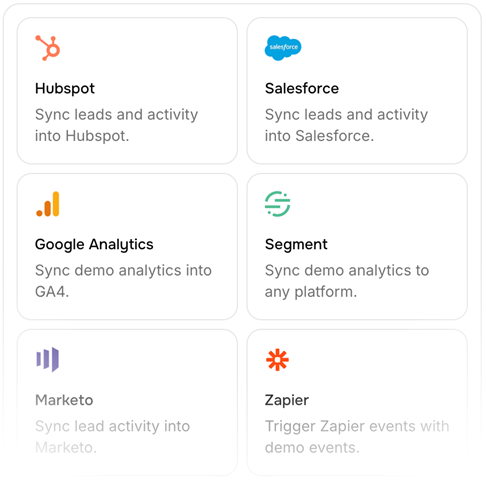 Hubspot
Sync leads and activity
into Hubspot.
salesforce
Salesforce
Sync leads and activity
into Salesforce.
Google Analytics
Sync demo analytics into
GA4.
Segment
Sync demo analytics to
any platform.
Marketo
Sync lead activity into
Marketo.
Zapier
Trigger Zapier events with
demo events.